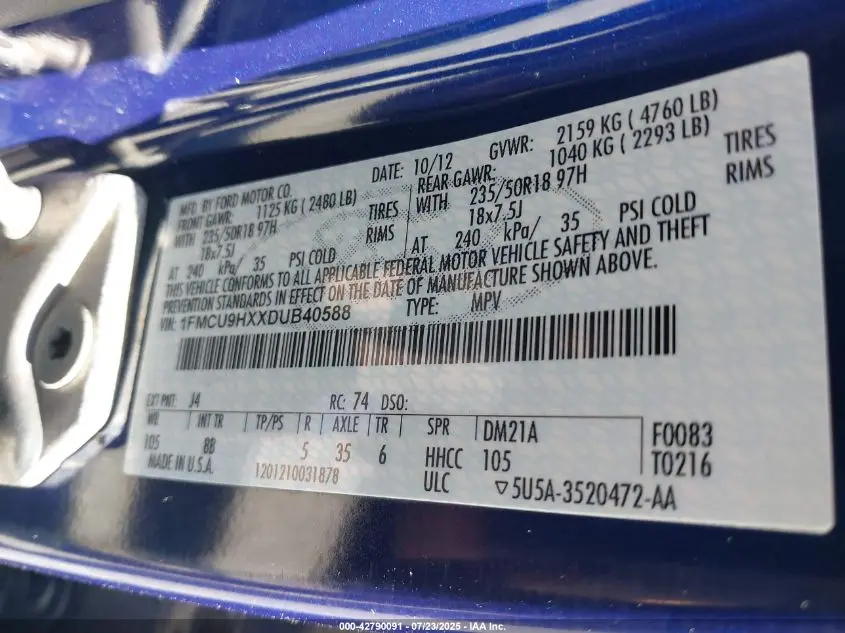 MFD. BY FORD MOTOR CO.
DATE: 10/12
GVWR: 2159 KG ( 4760 LB)
FRONT GAWR: 1125 KG ( 2480 LB)
REAR GAWR: 1040 KG ( 2293 LB)
WITH 235/50R18 97H TIRES
WITH 235/50R18 97H TIRES
18x7.5J RIMS
18x7.5J RIMS
AT 240 kPa/ 35 PSI COLD
AT 240 kPa/ 35 PSI COLD
THIS VEHICLE CONFORMS TO ALL APPLICABLE FEDERAL MOTOR VEHICLE SAFETY AND THEFT
PREVENTION STANDARDS IN EFFECT ON THE DATE OF MANUFACTURE SHOWN ABOVE.
VIN: 1FMCU9HXXDUB40588
TYPE: MPV
EXT PNT: J4 RC: 74 DSO:
WB INT TR TP/PS R AXLE TR SPR DM21A F0083
105 8B 5 35 6 HHCC 105 T0216
MADE IN U.S.A. 1201210031878 ULC ▽5U5A-3520472-AA
000-42790091 - 07/23/2025 - IAA Inc.